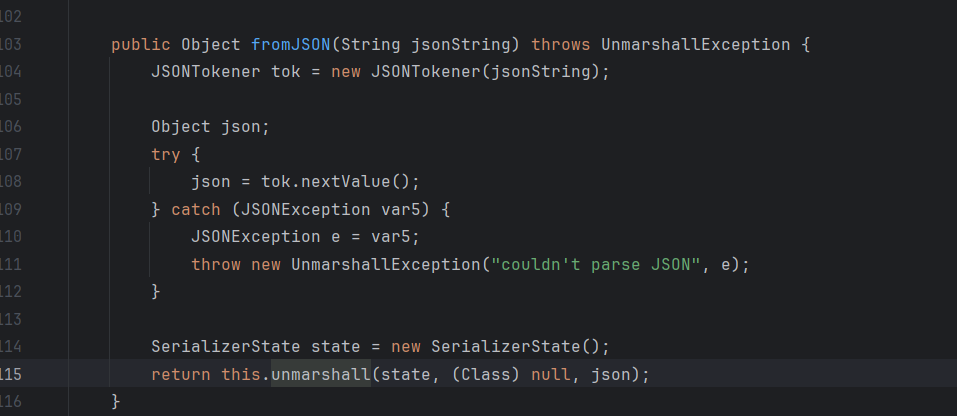 102
103 public Object fromJSON(String jsonString) throws UnmarshallException {
104 JSONTokener tok = new JSONTokener(jsonString);
105
106 Object json;
107 try {
108 json = tok.nextValue();
109 } catch (JSONException var5) {
110 JSONException e = var5;
111 throw new UnmarshallException("couldn't parse JSON", e);
112 }
113
114 SerializerState state = new SerializerState();
115 return this.unmarshall(state, (Class) null, json);
116 }